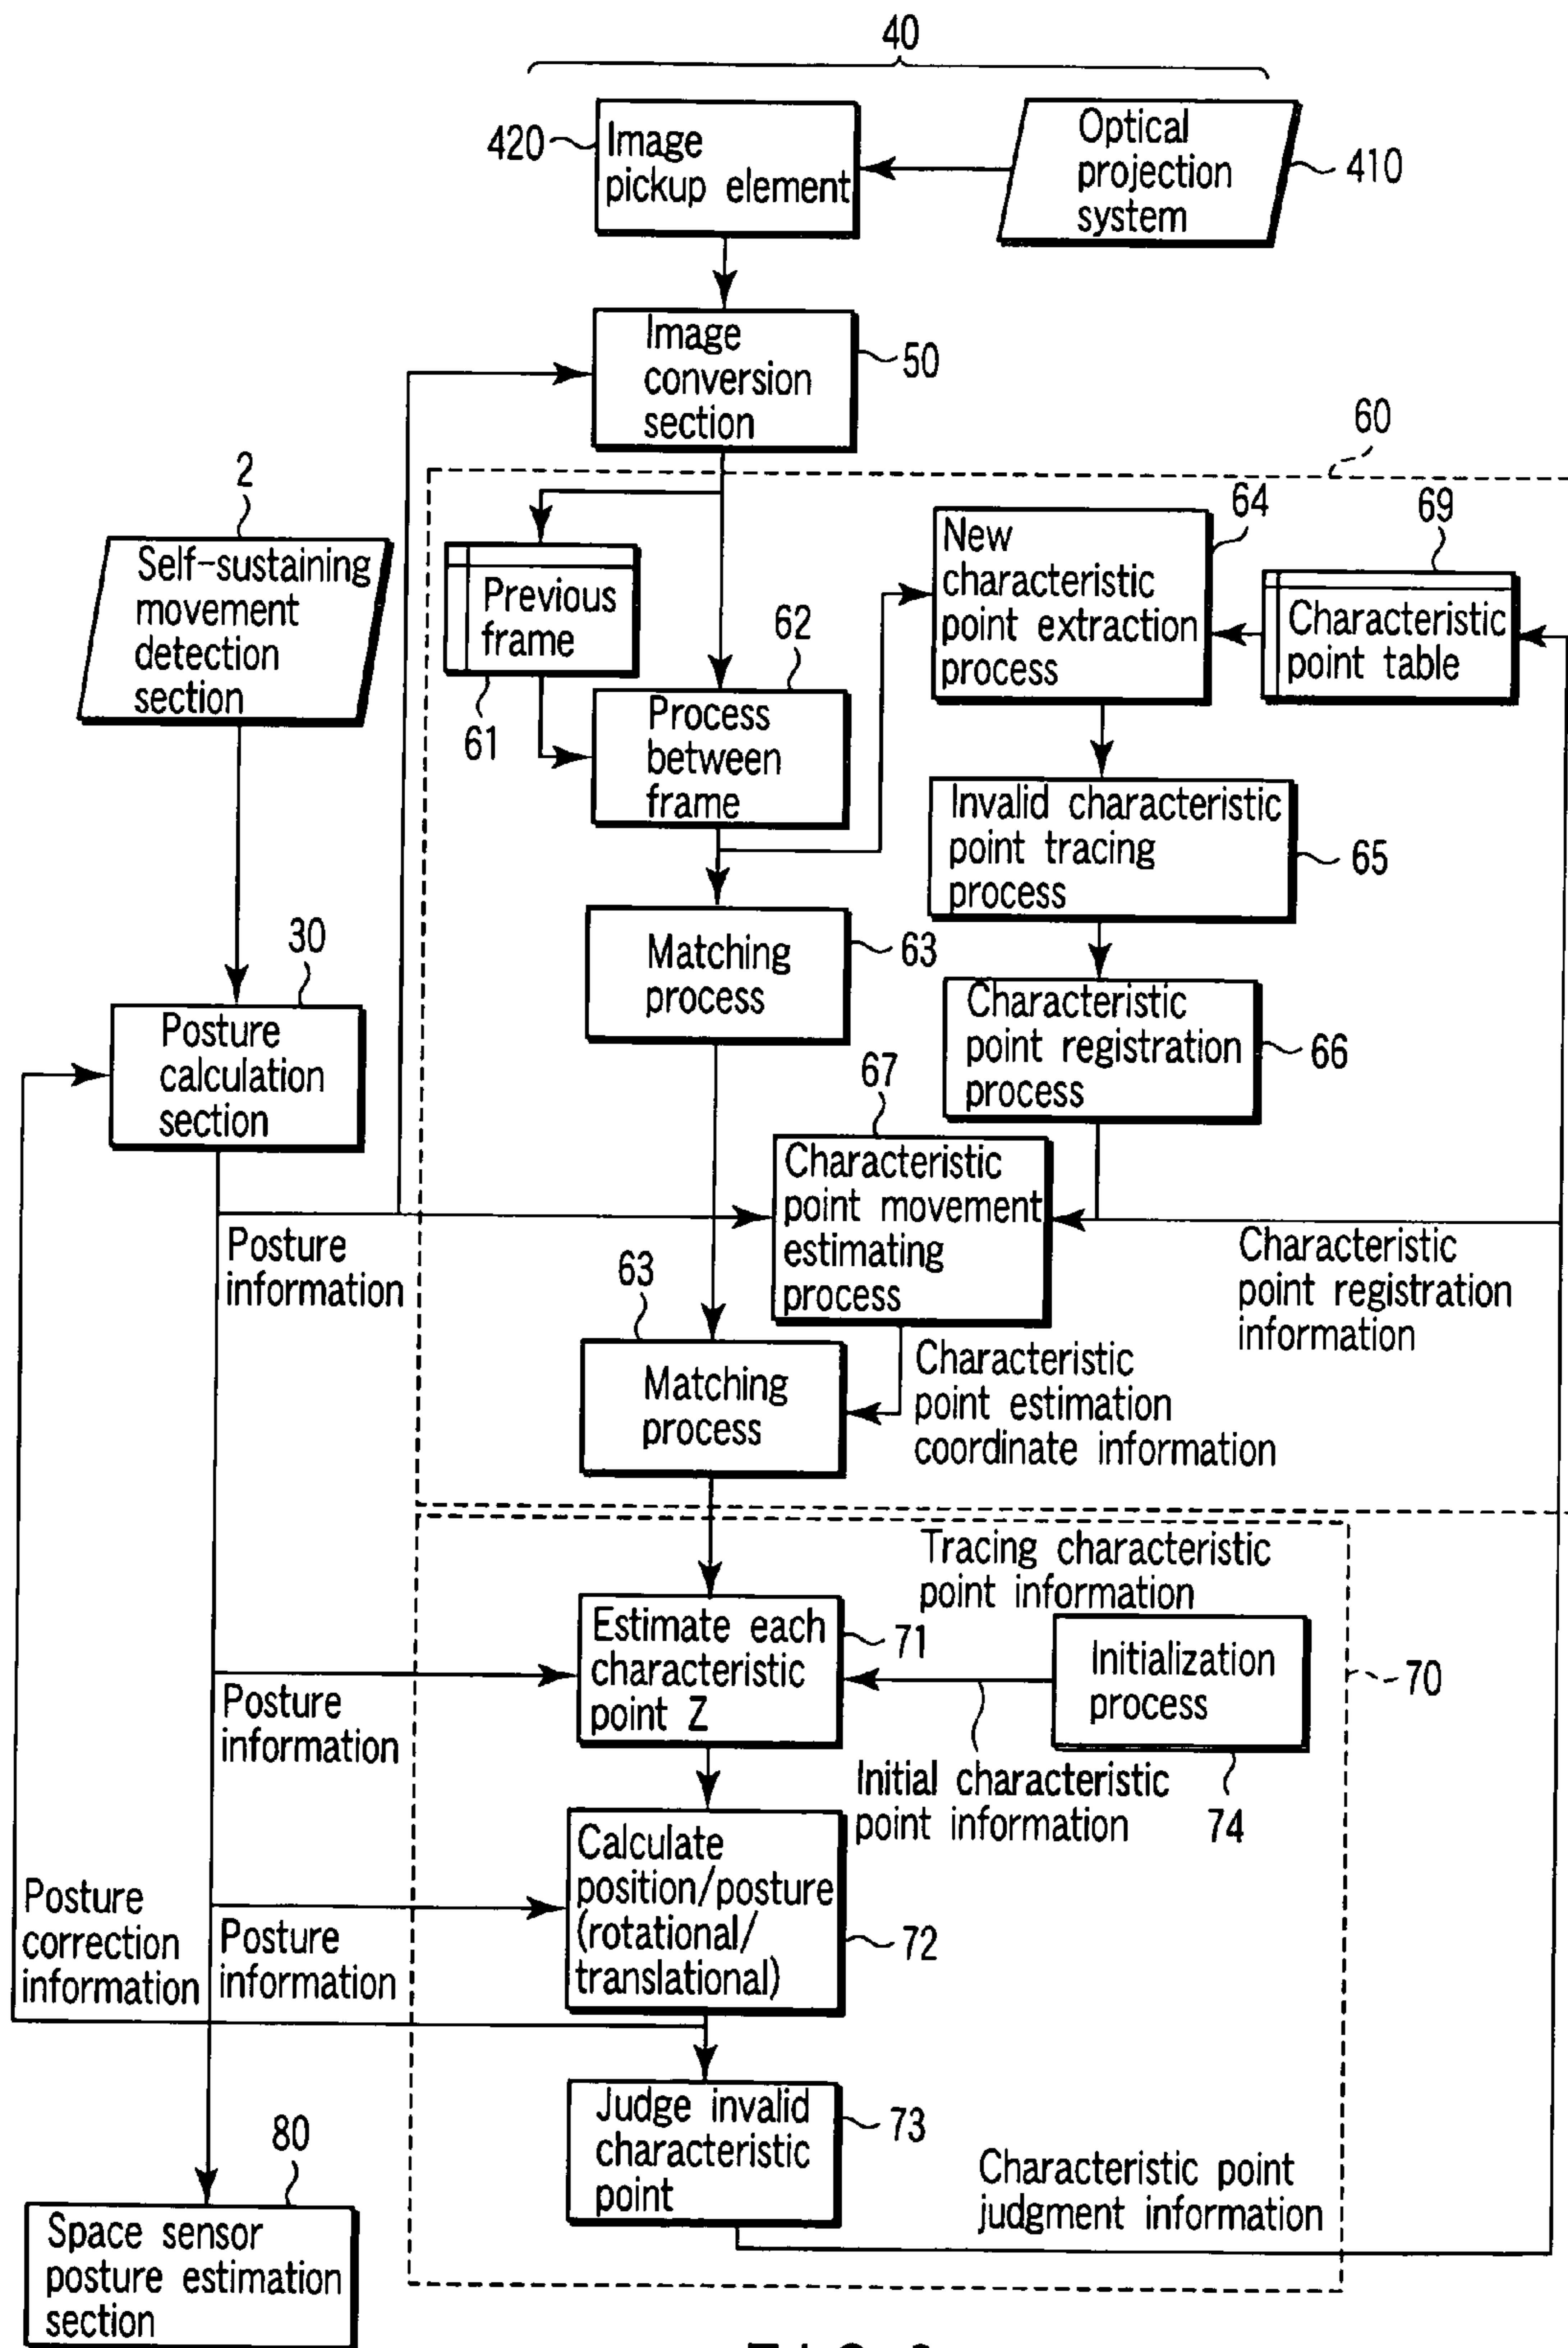 40
420
Image
pickup element
Optical
projection
system
410
Image
conversion
section
50
60
2
Self-sustaining
movement
detection
section
Previous
frame
61
62
Process
between
frame
New
characteristic
point extraction
process
64
69
Characteristic
point table
Invalid characteristic
point tracing
process
65
Matching
process
63
Characteristic
point registration
process
66
30
Posture
calculation
section
67
Characteristic
point movement
estimating
process
Posture
information
Characteristic
point registration
information
63
Matching
process
Characteristic
point estimation
coordinate information
Tracing characteristic
point information
Estimate each
characteristic
point Z
71
Initialization
process
70
74
Posture
information
Initial characteristic
point information
Calculate
position/posture
(rotational/
translational)
72
Posture
correction
information
Posture
information
Judge invalid
characteristic
point
73
Characteristic point
judgment information
80
Space sensor
posture estimation
section